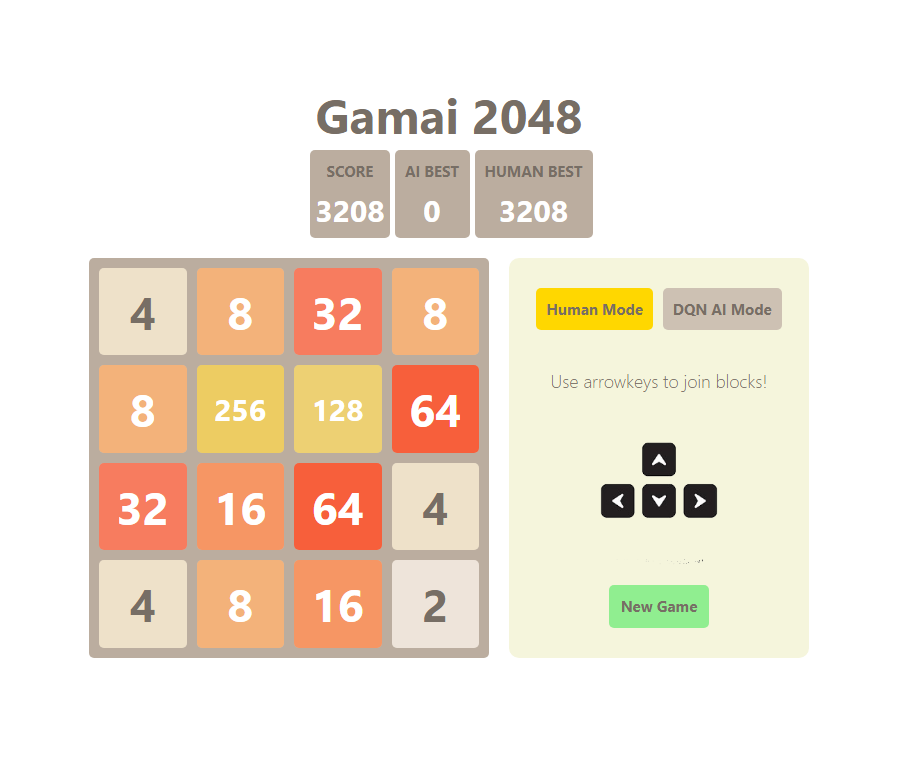 Gamai 2048
SCORE AI BEST HUMAN BEST
3208 0 3208
4 8 32 8
8 256 128 64
32 16 64 4
4 8 16 2
Human Mode DQN AI Mode
Use arrowkeys to join blocks!
New Game